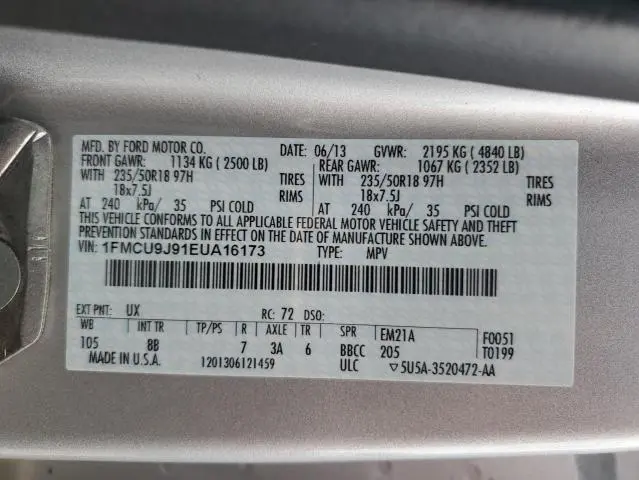 MFD. BY FORD MOTOR CO. DATE: 06/13 GVWR: 2195 KG ( 4840 LB)
FRONT GAWR: 1134 KG ( 2500 LB) REAR GAWR: 1067 KG ( 2352 LB)
WITH 235/50R18 97H TIRES WITH 235/50R18 97H TIRES
18x7.5J RIMS 18x7.5J RIMS
AT 240 kPa/ 35 PSI COLD AT 240 kPa/ 35 PSI COLD
THIS VEHICLE CONFORMS TO ALL APPLICABLE FEDERAL MOTOR VEHICLE SAFETY AND THEFT
PREVENTION STANDARDS IN EFFECT ON THE DATE OF MANUFACTURE SHOWN ABOVE.
VIN: 1FMCU9J91EUA16173 TYPE: MPV
EXT PNT: UX RC: 72 DSO:
WB INT TR TP/PS R AXLE TR SPR EM21A F0051
105 8B 7 3A 6 BBCC 205 T0199
MADE IN U.S.A. 1201306121459 ULC ▽5U5A-3520472-AA